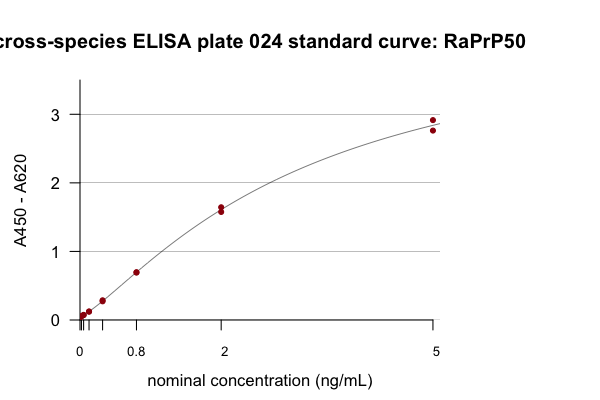 cross-species ELISA plate 024 standard curve: RaPrP50
3
2
1
0
A450 - A620
0 0.8 2 5
nominal concentration (ng/mL)